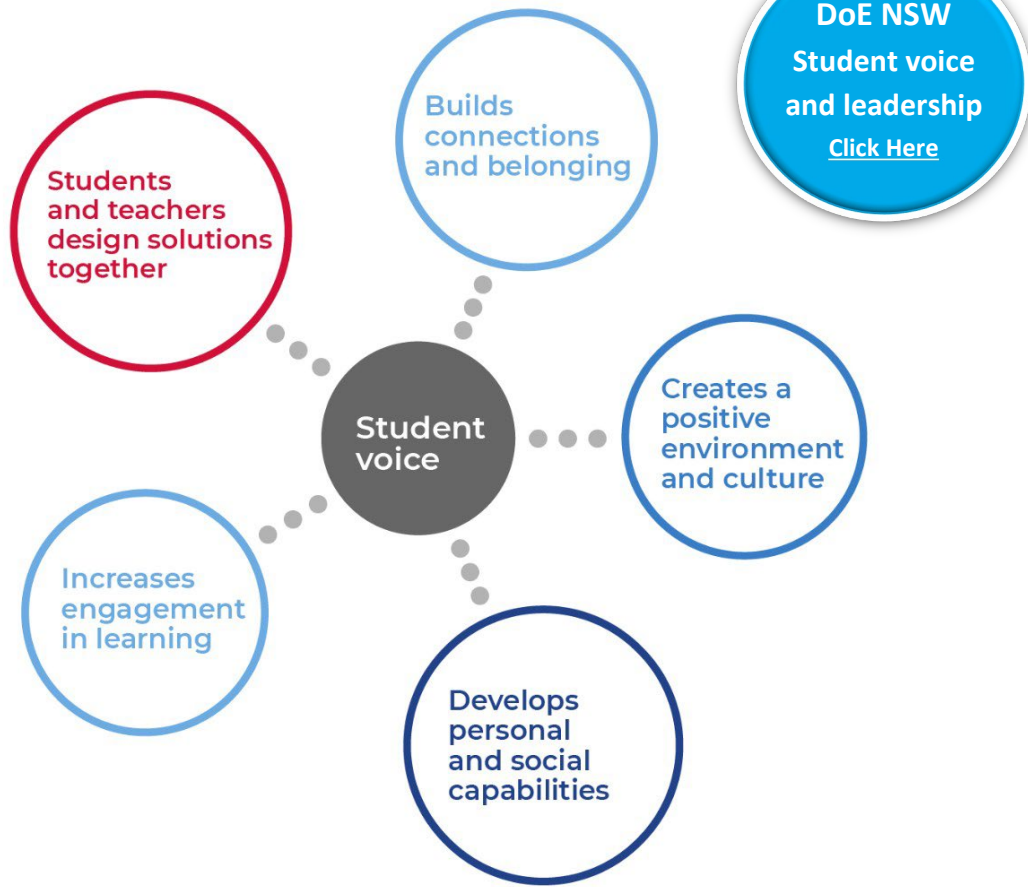 DoE NSW
Student voice
and leadership
Click Here
Builds
connections
and belonging
Students
and teachers
design solutions
together
Creates a
positive
environment
and culture
Student
voice
Increases
engagement
in learning
Develops
personal
and social
capabilities